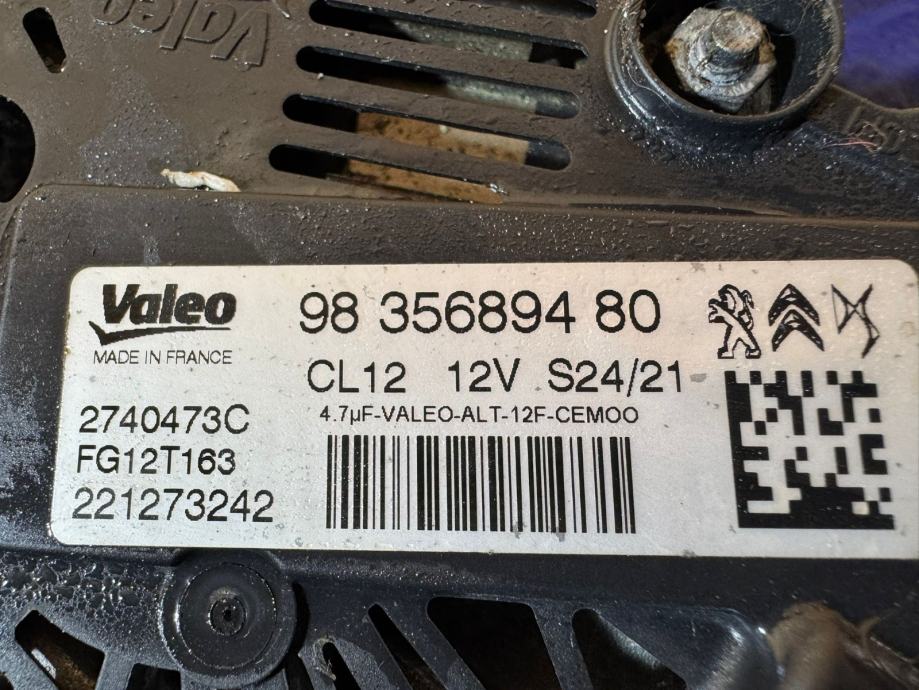 Valeo
Valeo
98 356894 80
MADE IN FRANCE
CL12 12V S24/21
2740473C
4.7µF-VALEO-ALT-12F-CEMOO
FG12T163
221273242